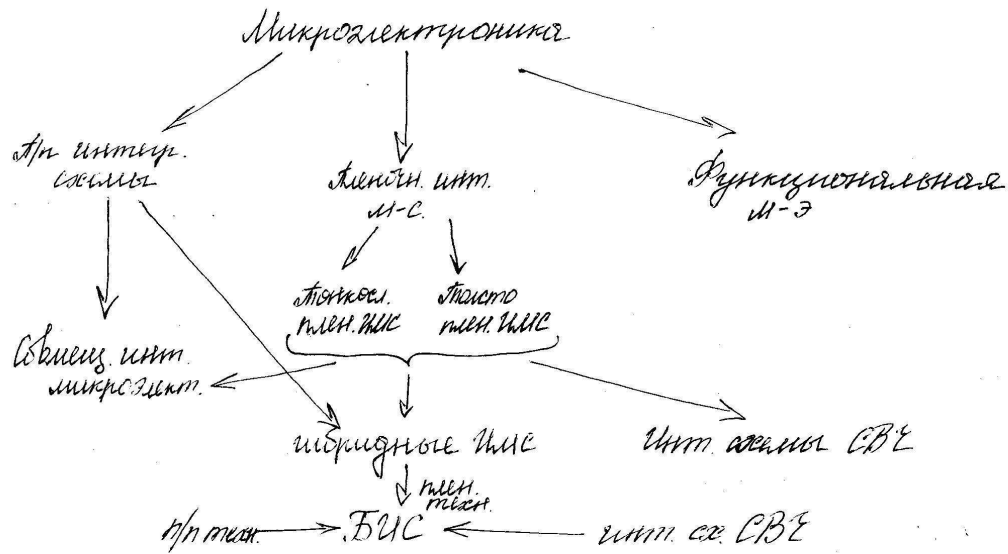 Микроэлектроника
П/п интегр.
схемы
Пленочн. инт.
м-с.
Функциональная
м-э
Тонкосл.
плен. ИМС
Толсто
плен. ИМС
Совмещ. инт.
микроэлект.
гибридные ИМС
Инт. схемы СВЧ
плен.
техн.
п/п техн.
БИС
инт. сх. СВЧ